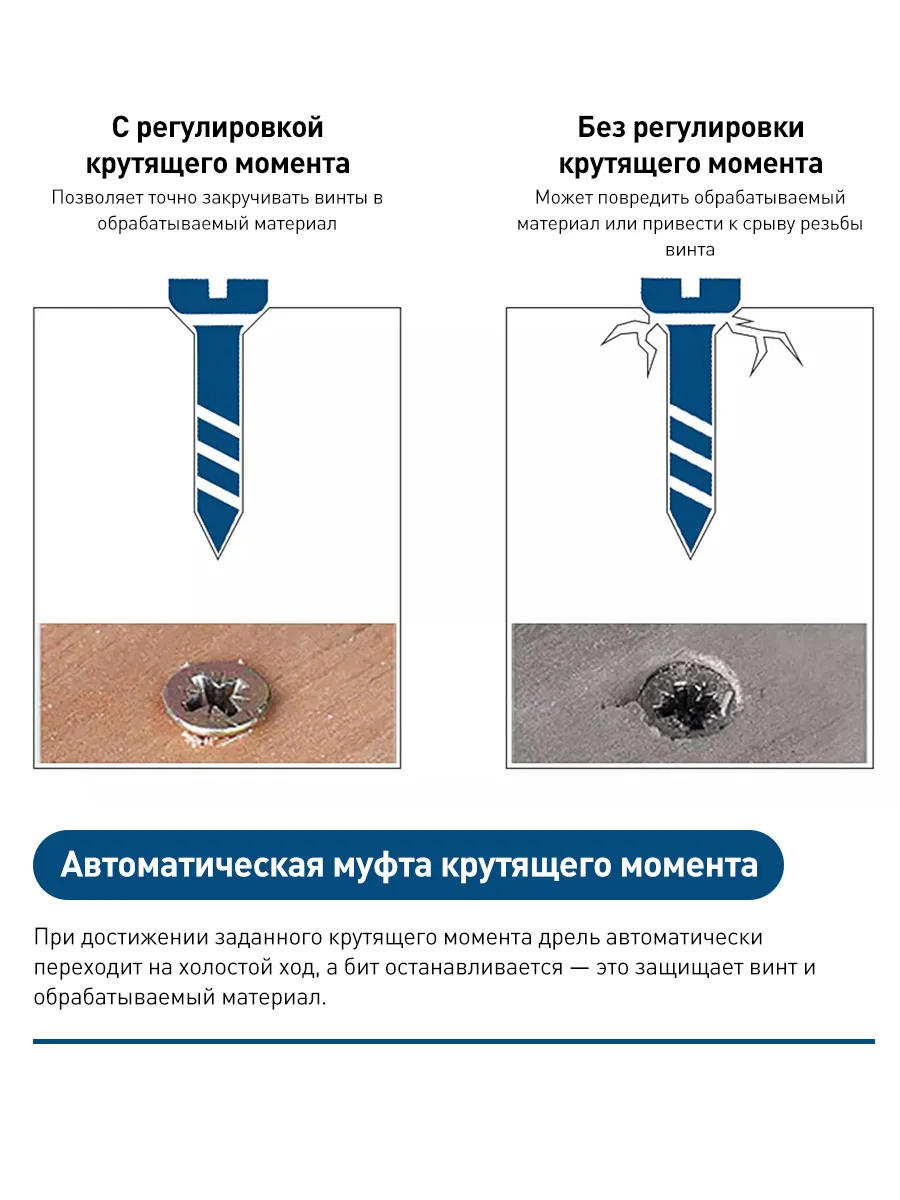 С регулировкой
крутящего момента
Позволяет точно закручивать винты в
обрабатываемый материал
Без регулировки
крутящего момента
Может повредить обрабатываемый
материал или привести к срыву резьбы
винта
Автоматическая муфта крутящего момента
При достижении заданного крутящего момента дрель автоматически
переходит на холостой ход, а бит останавливается — это защищает винт и
обрабатываемый материал.